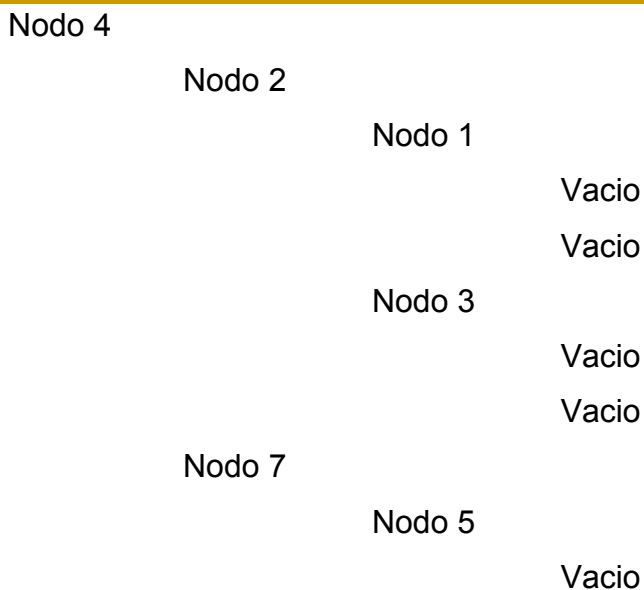 Nodo 4
Nodo 2
Nodo 1
Vacio
Vacio
Nodo 3
Vacio
Vacio
Nodo 7
Nodo 5
Vacio